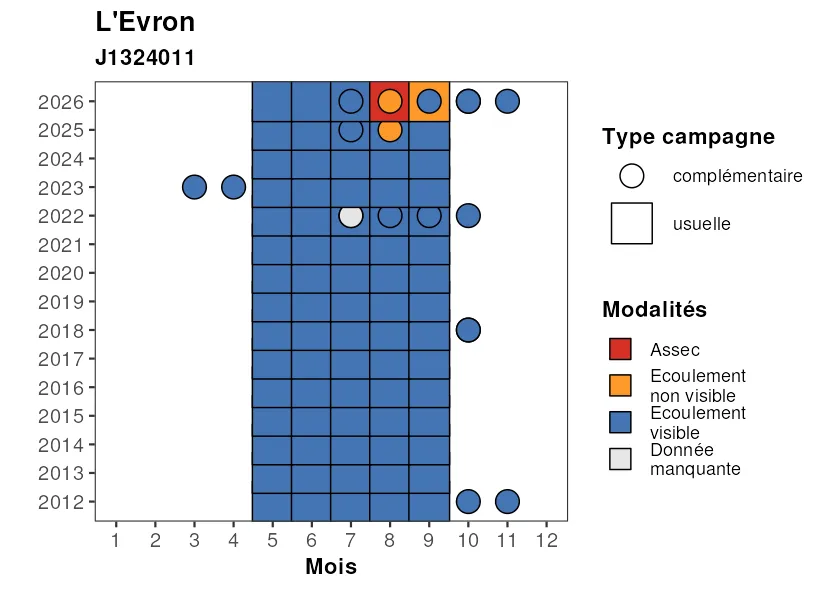 L'Evron
J1324011
2026
2025
2024
2023
2022
2021
2020
2019
2018
2017
2016
2015
2014
2013
2012
1 2 3 4 5 6 7 8 9 10 11 12
Mois
Type campagne
complémentaire
usuelle
Modalités
Assec
Ecoulement
non visible
Ecoulement
visible
Donnée
manquante